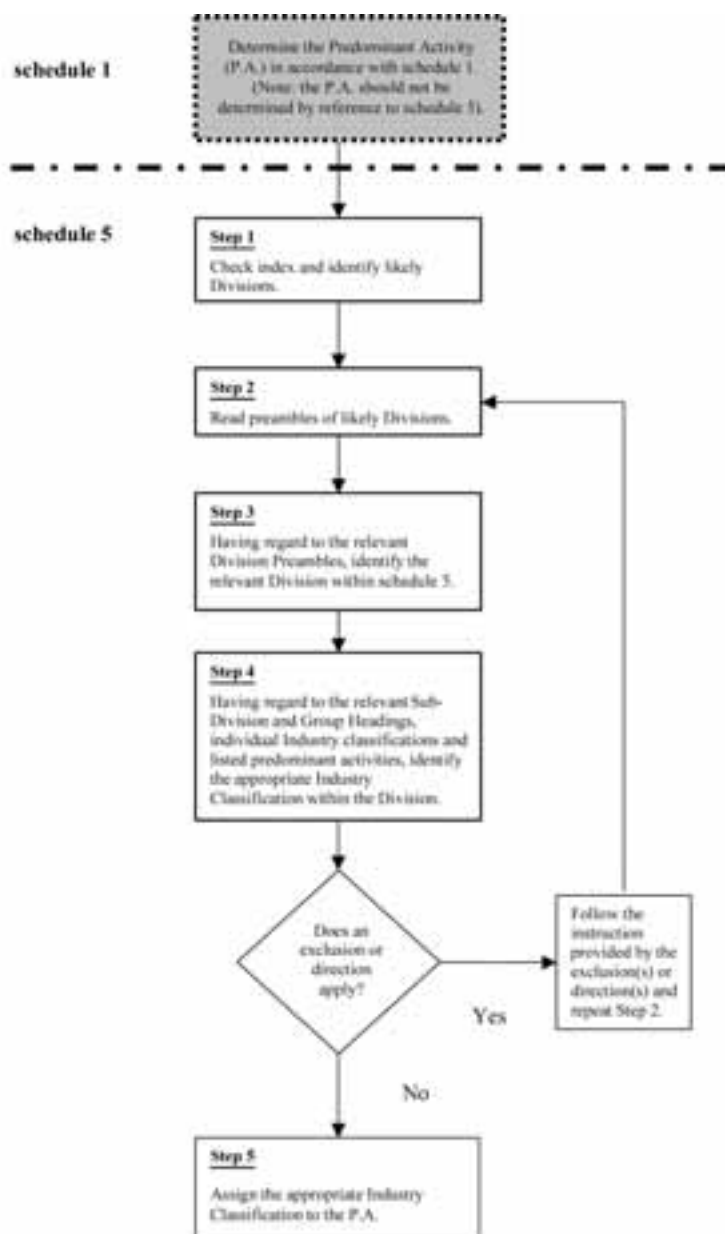 schedule 1
Determine the Predominant Activity
(P.A.) in accordance with schedule 1.
(Note: the P.A. should not be
determined by reference to schedule 5).
schedule 5
Step 1
Check index and identify likely
Divisions.
Step 2
Read preambles of likely Divisions.
Step 3
Having regard to the relevant
Division Preambles, identify the
relevant Division within schedule 5.
Step 4
Having regard to the relevant Sub-
Division and Group Headings,
individual Industry classifications and
listed predominant activities, identify
the appropriate Industry
Classification within the Division.
Does an
exclusion or
direction
apply?
Yes
Follow the
instruction
provided by the
exclusion(s) or
direction(s) and
repeat Step 2.
No
Step 5
Assign the appropriate Industry
Classification to the P.A.